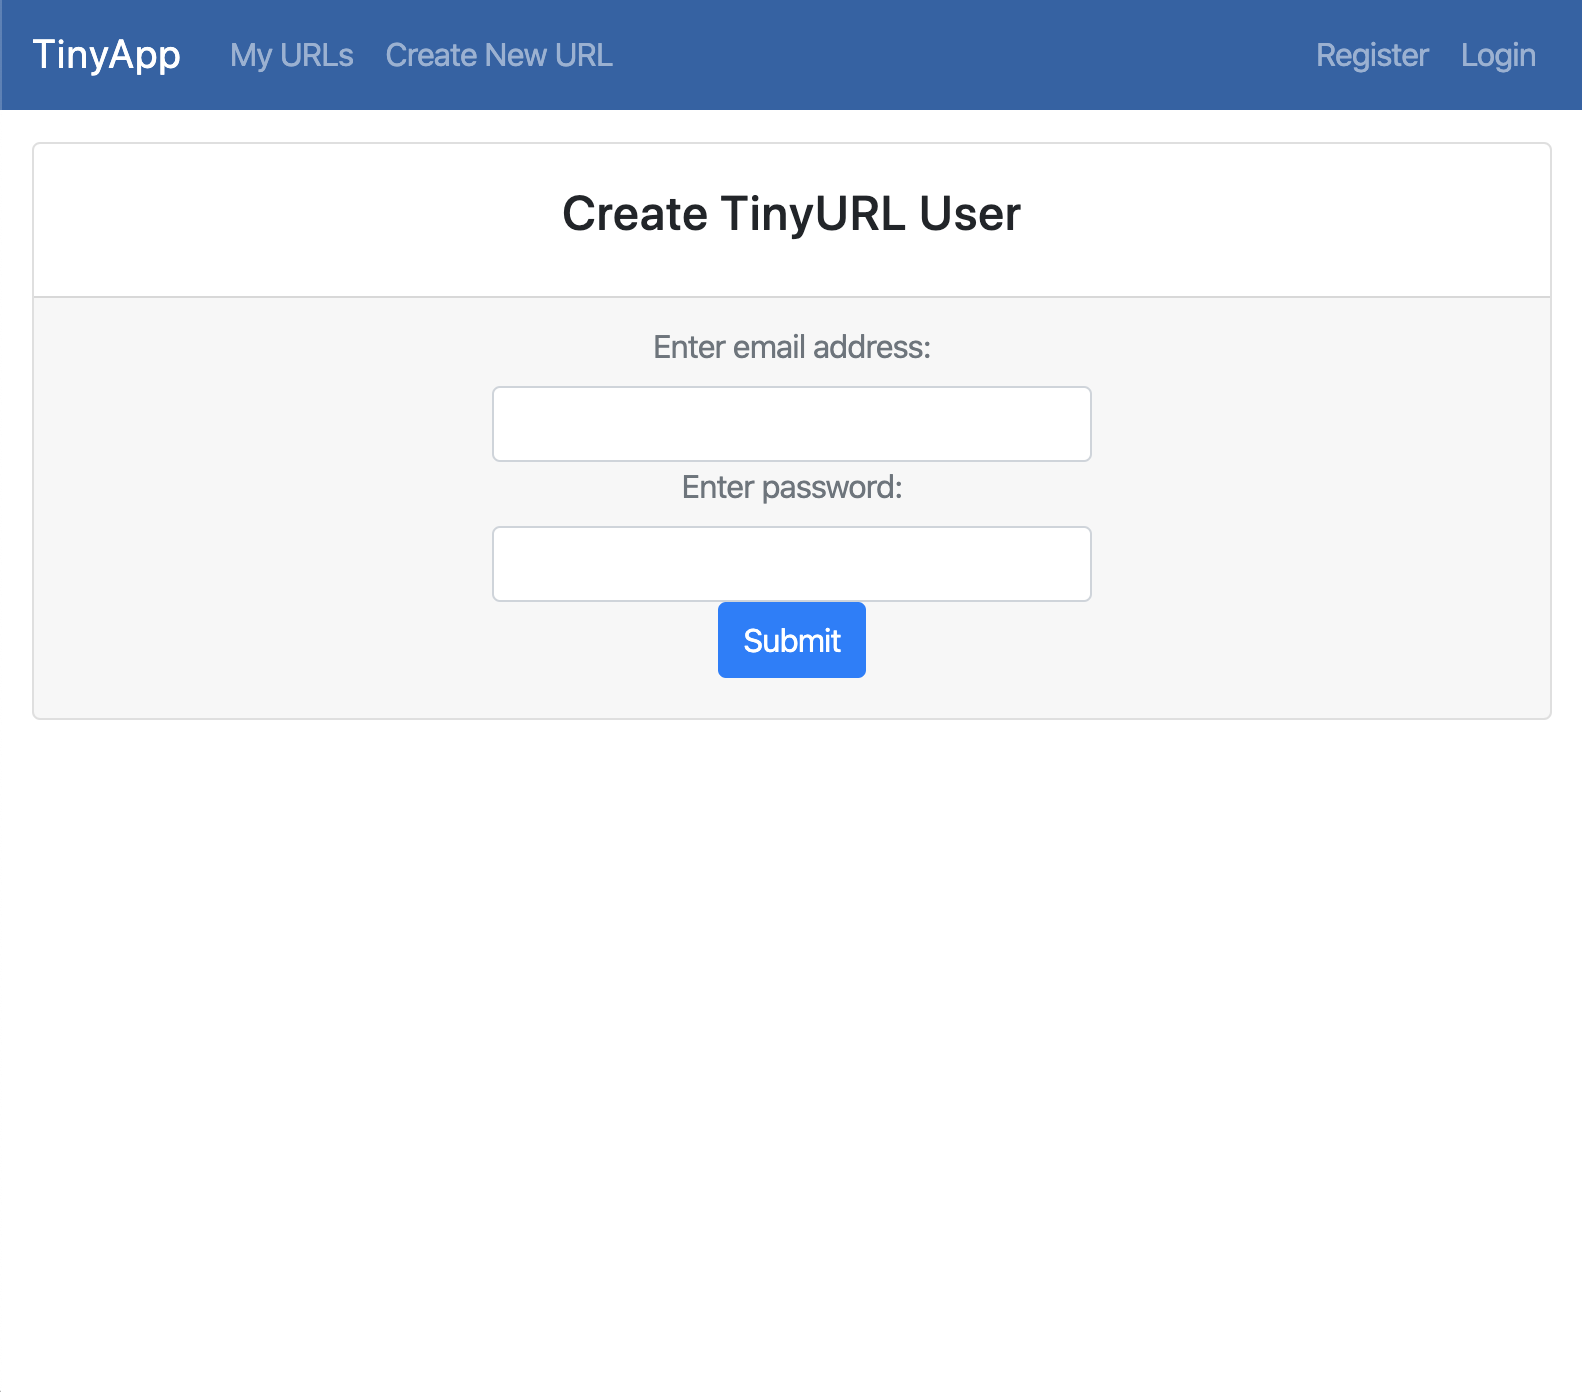 TinyApp My URLs Create New URL Register Login
Create TinyURL User
Enter email address:
Enter password:
Submit